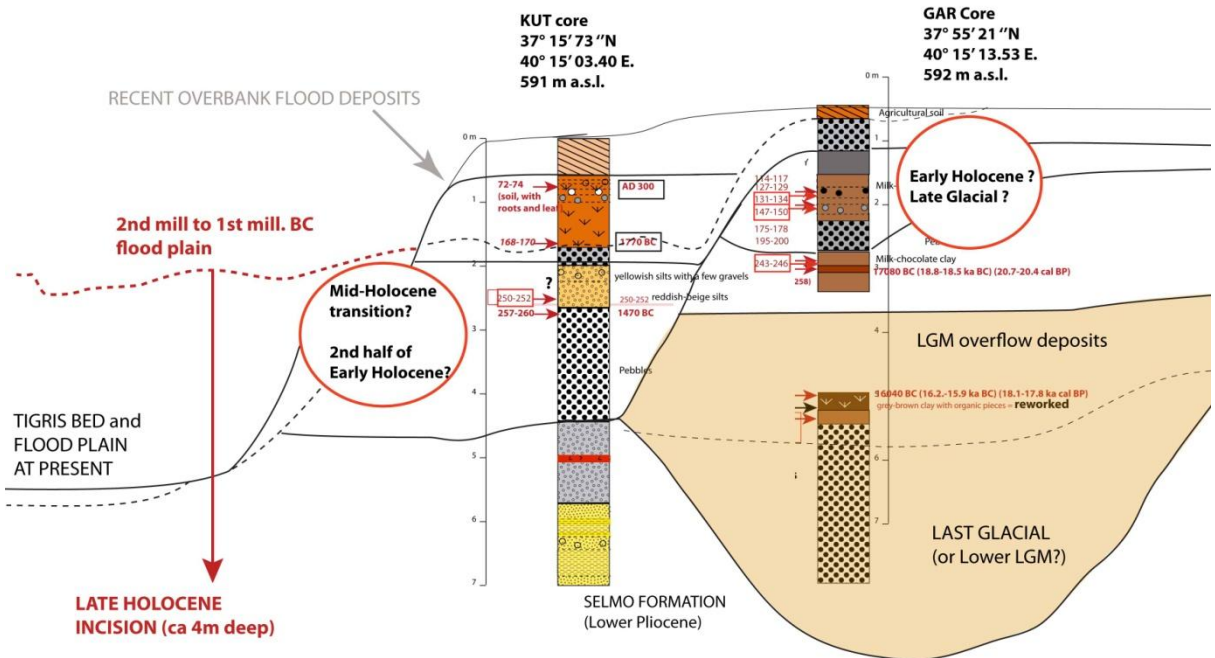 KUT core
37° 15' 73 ‘’N
40° 15' 03.40 E.
591 m a.s.l.
GAR Core
37° 55' 21 ‘’N
40° 15' 13.53 E.
592 m a.s.l.
RECENT OVERBANK FLOOD DEPOSITS
2nd mill to 1st mill. BC
flood plain
Mid-Holocene
transition?
2nd half of
Early Holocene?
TIGRIS BED and
FLOOD PLAIN
AT PRESENT
LATE HOLOCENE
INCISION (ca 4m deep)
0 m
1
2
3
4
5
6
7
72-74
(soil, with
roots and leaf)
AD 300
168-170
1770 BC
?
yellowish silts with a few gravels
250-252
250-252
reddish-beige silts
257-260
1470 BC
Pebbles
SELMO FORMATION
(Lower Pliocene)
0 m
1
2
4
6
7
Agricultural soil
114-117
127-129
131-134
147-150
175-178
195-200
243-246
258)
Milk-chocolate clay
17080 BC (18.8-18.5 ka BC) (20.7-20.4 cal BP)
Early Holocene ?
Late Glacial ?
LGM overflow deposits
16040 BC (16.2.-15.9 ka BC) (18.1-17.8 ka cal BP)
grey-brown clay with organic pieces = reworked
LAST GLACIAL
(or Lower LGM?)